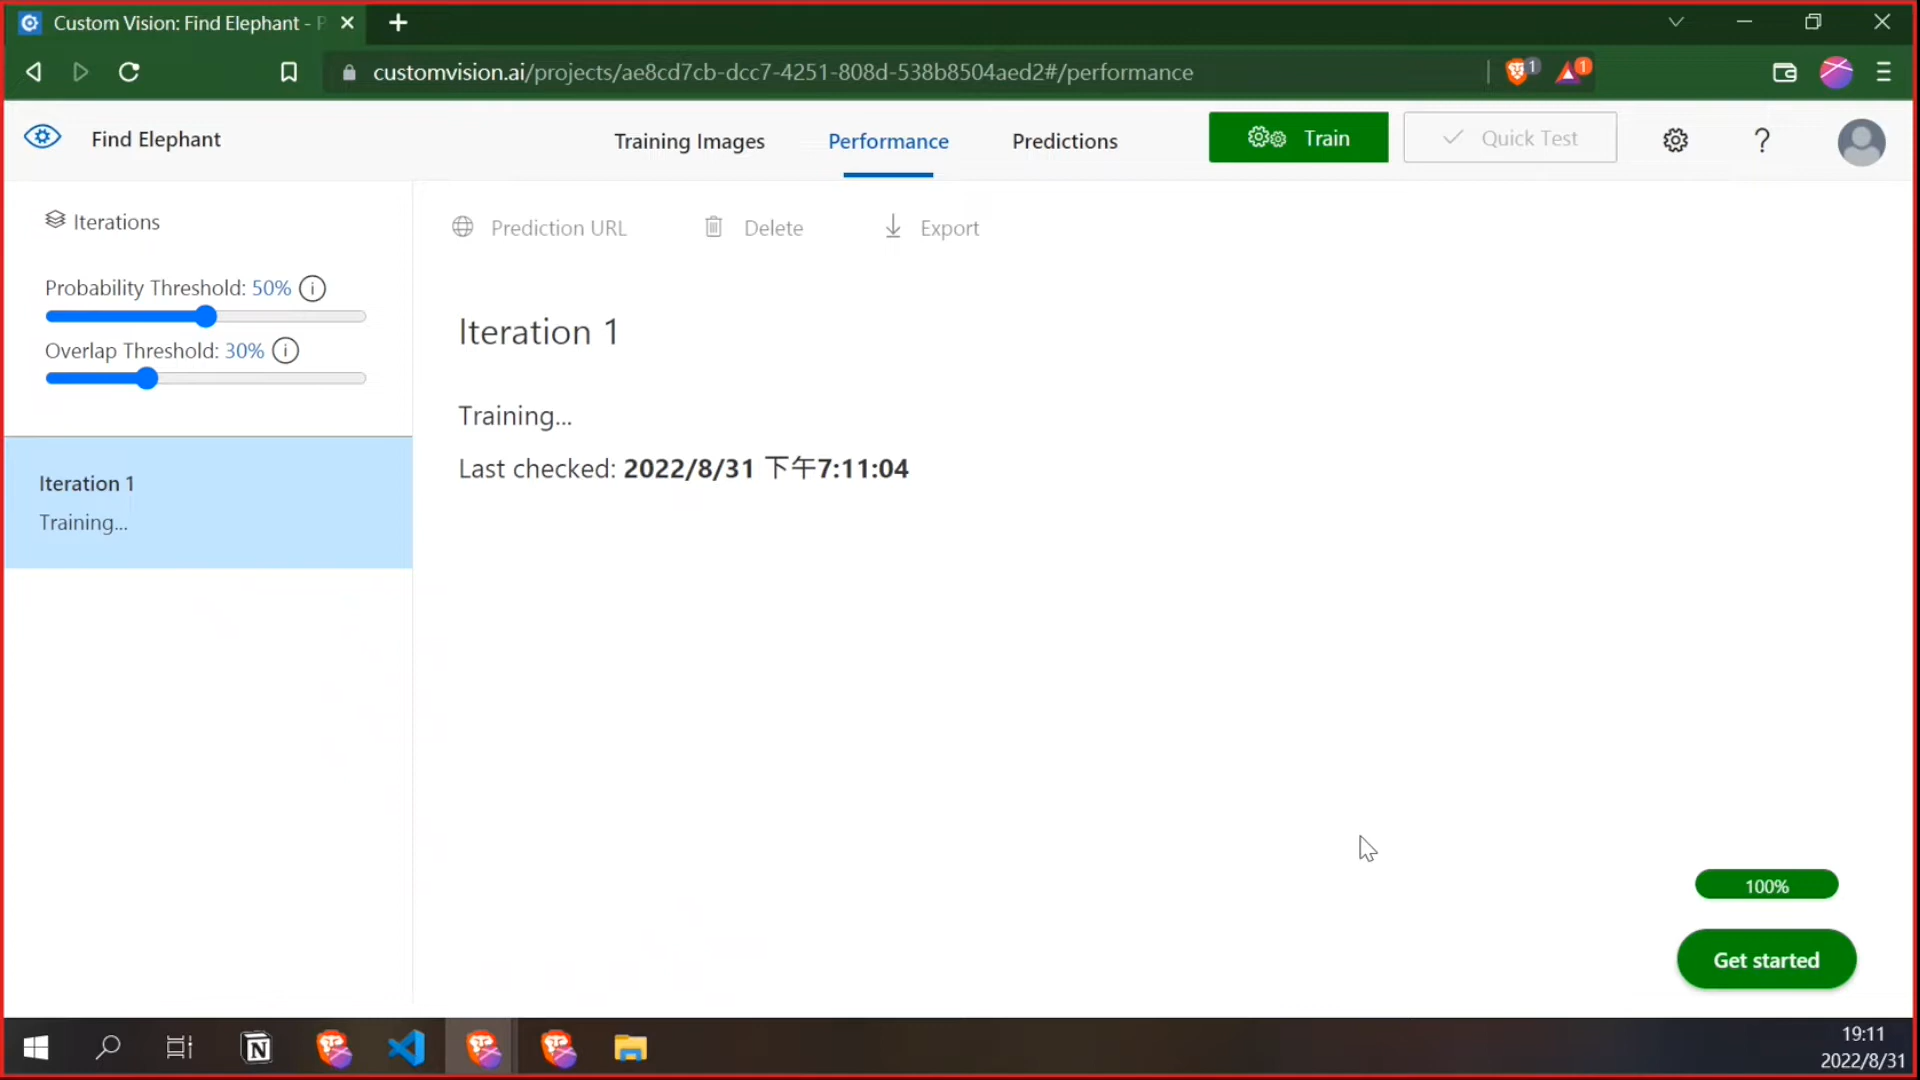 Custom Vision: Find Elephant - P
customvision.ai/projects/ae8cd7cb-dcc7-4251-808d-538b8504aed2#/performance
1
1
Find Elephant
Training Images
Performance
Predictions
Train
Quick Test
?
Iterations
Prediction URL
Delete
Export
Probability Threshold: 50%
Overlap Threshold: 30%
Iteration 1
Training...
Iteration 1
Training...
Last checked: 2022/8/31 下午7:11:04
100%
Get started
19:11
2022/8/31